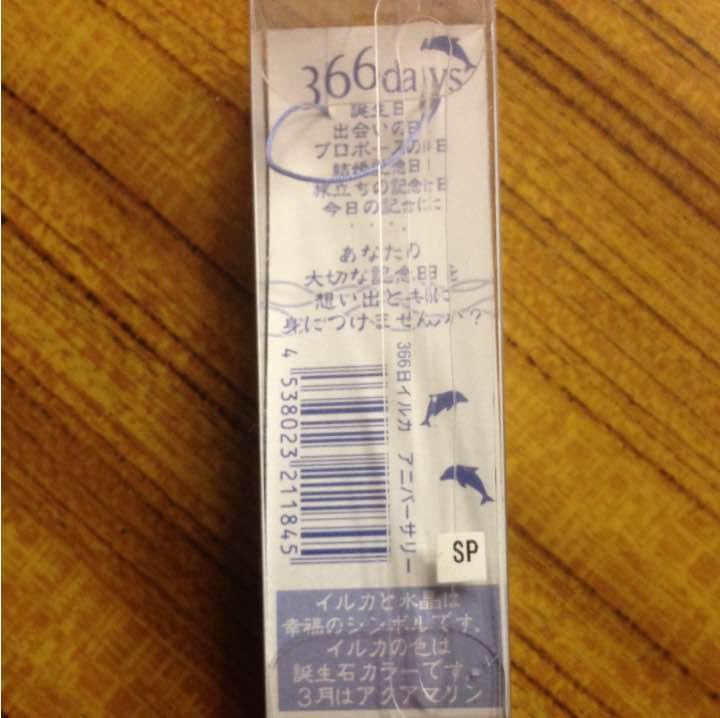 366days
誕生日
出会いの日
プロポーズの日
結婚記念日
旅立ちの記念日
今日の記念に
・・・・
あなたの
大切な記念日を
想い出と共に
身につけませんか？
4 538023 211845
366日イルカ アニバーサリー
SP
イルカと水晶は
幸福のシンボルです。
イルカの色は
誕生石カラーです。
3月はアクアマリン